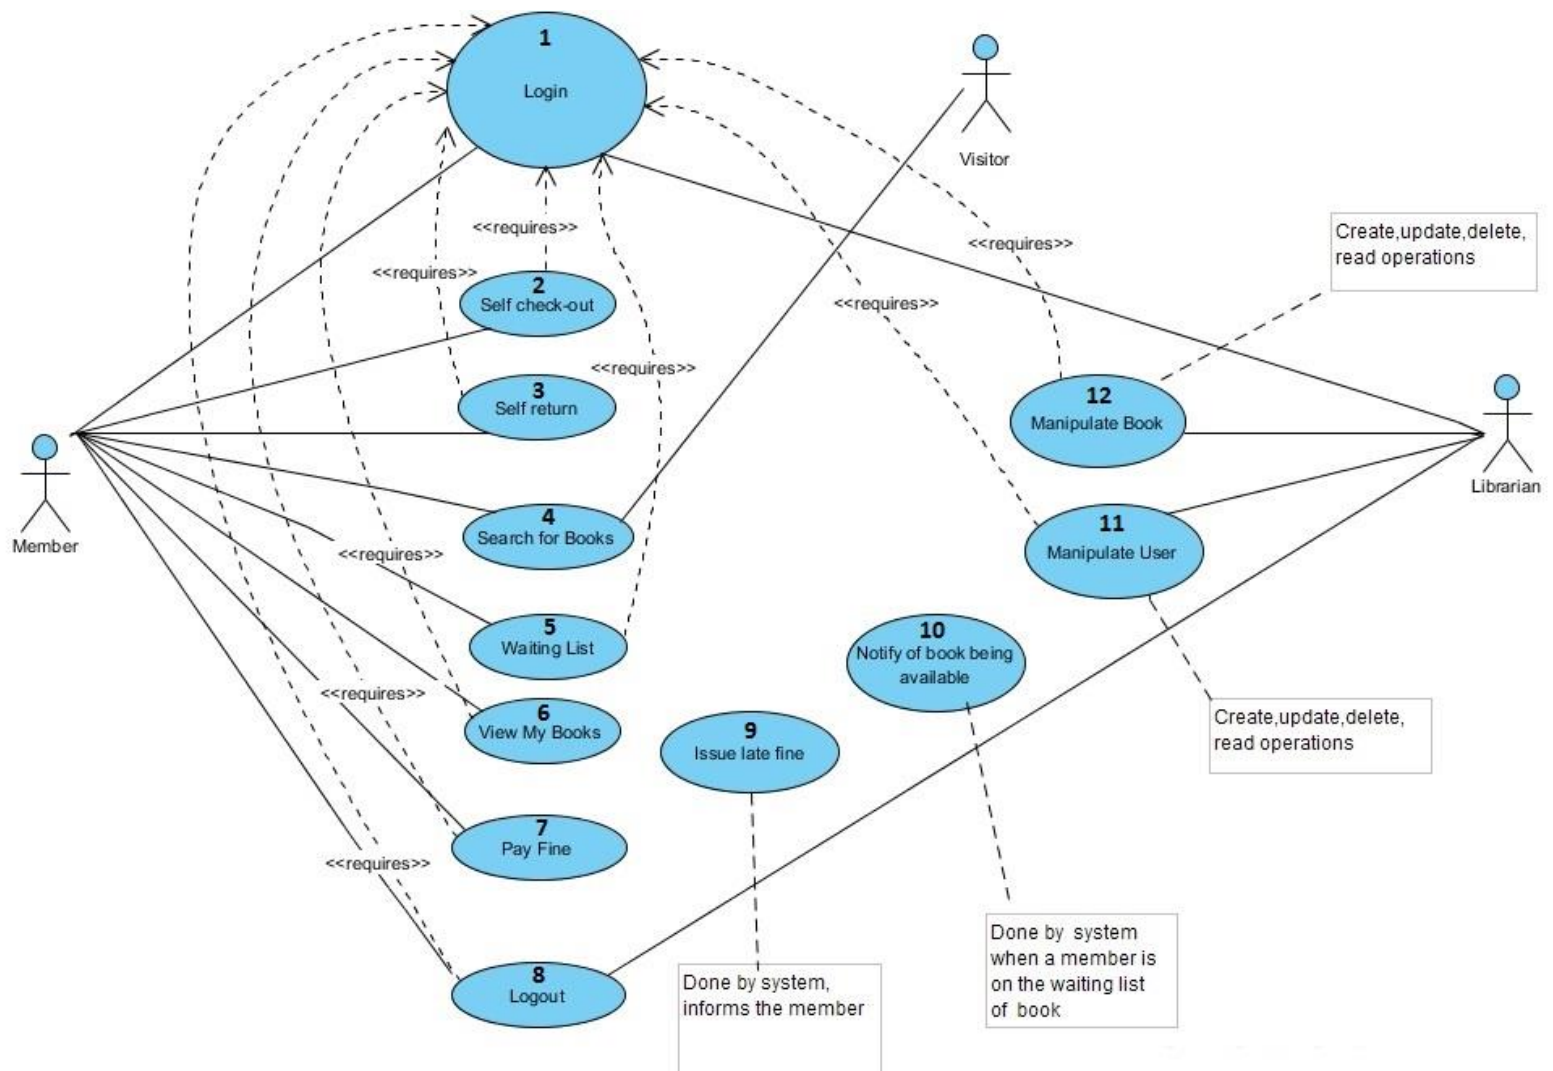 1
Login
Visitor
<<requires>>
<<requires>>
<<requires>>
<<requires>>
Create,update,delete,
read operations
2
Self check-out
<<requires>>
3
Self return
12
Manipulate Book
Librarian
Member
4
Search for Books
11
Manipulate User
<<requires>>
5
Waiting List
10
Notify of book being
available
<<requires>>
6
View My Books
9
Issue late fine
Create,update,delete,
read operations
7
Pay Fine
<<requires>>
8
Logout
Done by system,
informs the member
Done by system
when a member is
on the waiting list
of book